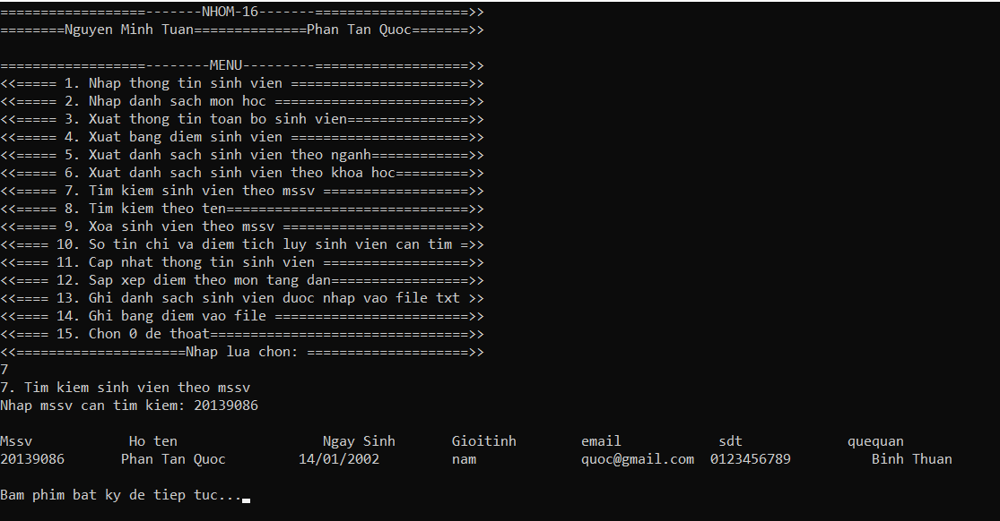 ==================-------NHOM-16-------===================>>
========Nguyen Minh Tuan==============Phan Tan Quoc=======>>
==================--------MENU---------===================>>
<<===== 1. Nhap thong tin sinh vien ======================>>
<<===== 2. Nhap danh sach mon hoc ========================>>
<<===== 3. Xuat thong tin toan bo sinh vien===============>>
<<===== 4. Xuat bang diem sinh vien ======================>>
<<===== 5. Xuat danh sach sinh vien theo nganh============>>
<<===== 6. Xuat danh sach sinh vien theo khoa hoc=========>>
<<===== 7. Tim kiem sinh vien theo mssv ==================>>
<<===== 8. Tim kiem theo ten==============================>>
<<===== 9. Xoa sinh vien theo mssv =======================>>
<<==== 10. So tin chi va diem tich luy sinh vien can tim =>>
<<==== 11. Cap nhat thong tin sinh vien ==================>>
<<==== 12. Sap xep diem theo mon tang dan=================>>
<<==== 13. Ghi danh sach sinh vien duoc nhap vao file txt >>
<<==== 14. Ghi bang diem vao file ========================>>
<<==== 15. Chon 0 de thoat================================>>
<<=====================Nhap lua chon: ====================>>
7
7. Tim kiem sinh vien theo mssv
Nhap mssv can tim kiem: 20139086
Mssv            Ho ten                  Ngay Sinh       Gioitinh        email            sdt             quequan
20139086       Phan Tan Quoc         14/01/2002         nam             quoc@gmail.com  0123456789          Binh Thuan
Bam phim bat ky de tiep tuc...